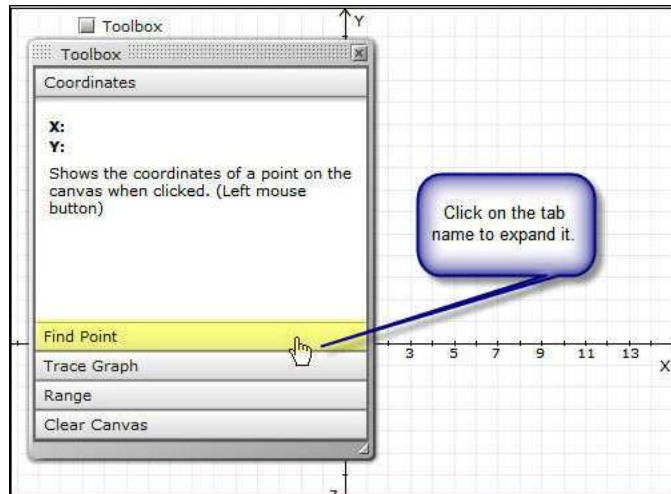 Toolbox
Y
Toolbox
Coordinates
X:
Y:
Shows the coordinates of a point on the
canvas when clicked. (Left mouse
button)
Click on the tab
name to expand it.
Find Point
3 5 7 9 11 13
X
Trace Graph
Range
Clear Canvas